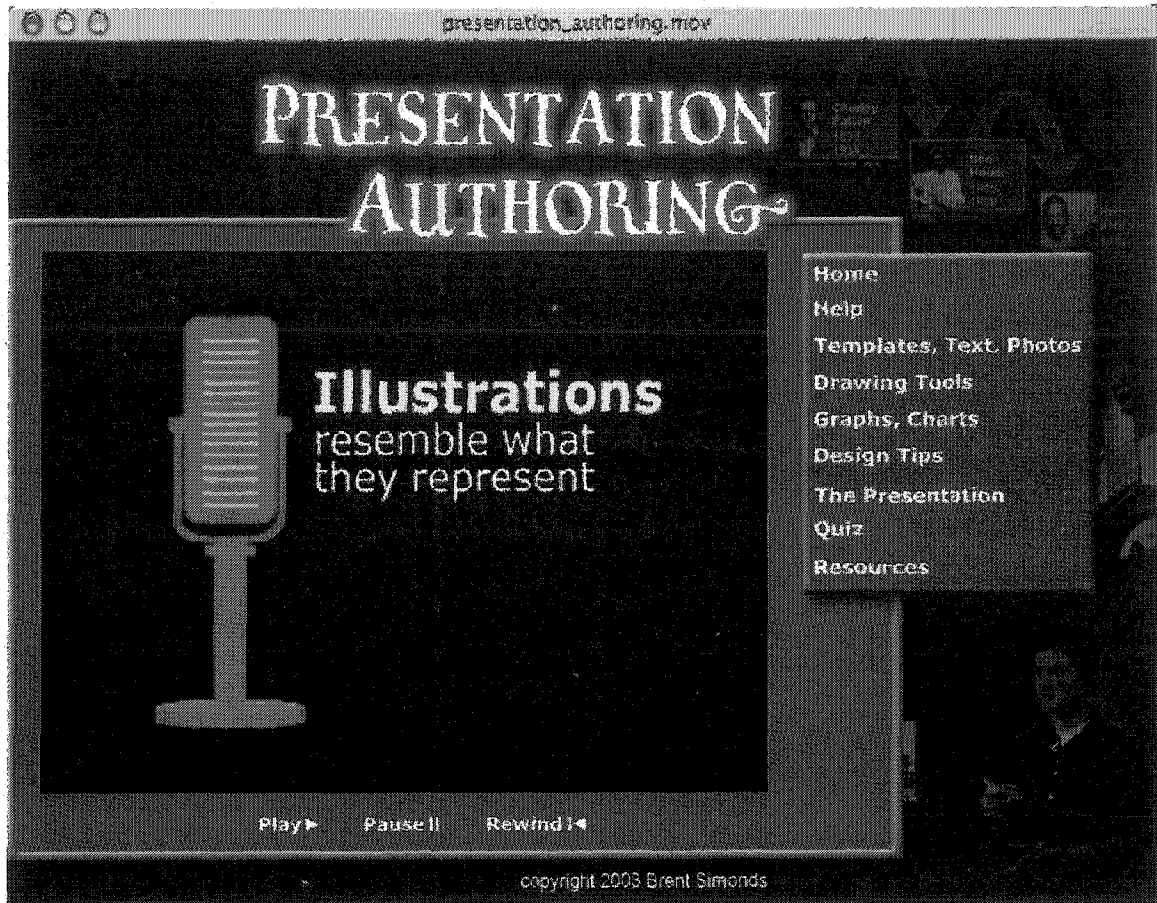 presentation_authoring.mov
PRESENTATION
AUTHORING
Illustrations
resemble what
they represent
Home
Help
Templates, Text, Photos
Drawing Tools
Graphs, Charts
Design Tips
The Presentation
Quiz
Resources
Play
Pause
Rewind
copyright 2003 Brent Simonds